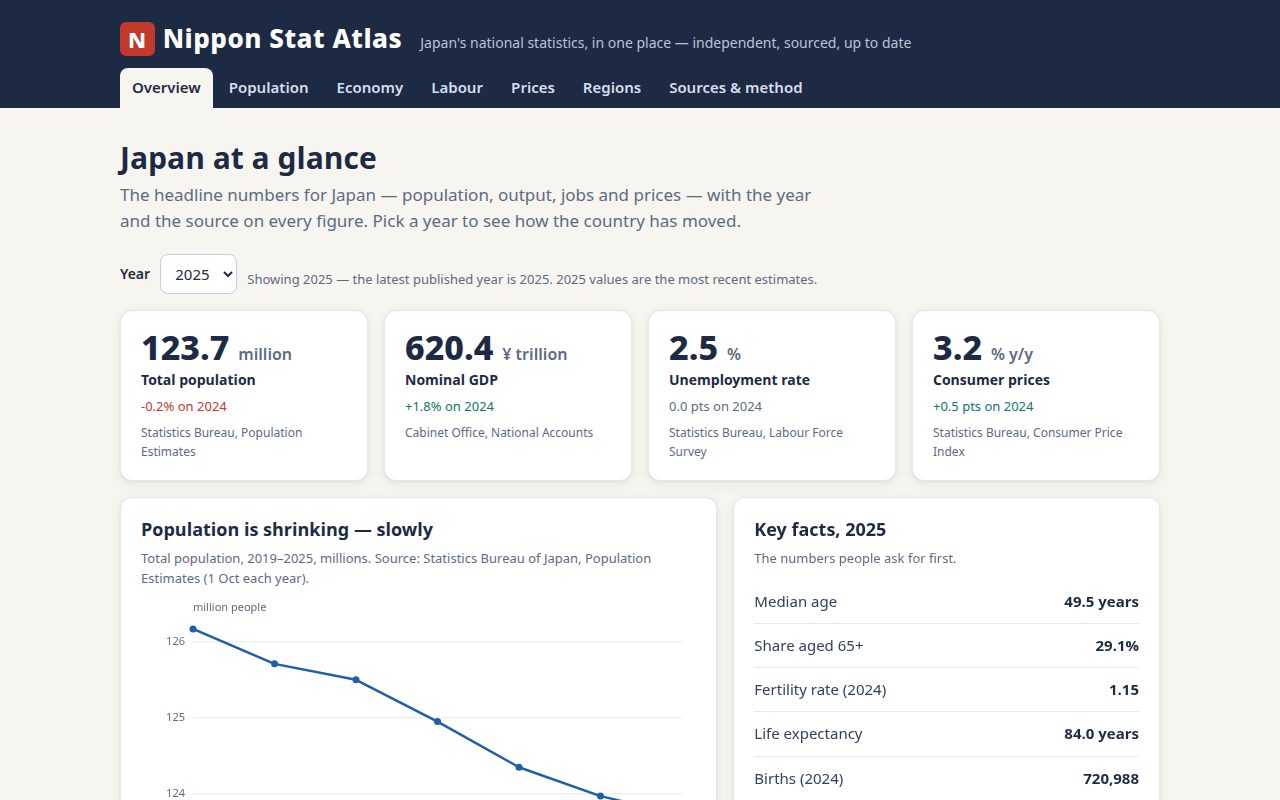 N Nippon Stat Atlas Japan's national statistics, in one place — independent, sourced, up to date
Overview Population Economy Labour Prices Regions Sources & method
Japan at a glance
The headline numbers for Japan — population, output, jobs and prices — with the year
and the source on every figure. Pick a year to see how the country has moved.
Year 2025 Showing 2025 — the latest published year is 2025. 2025 values are the most recent estimates.
123.7 million
Total population
-0.2% on 2024
Statistics Bureau, Population
Estimates
620.4 ¥ trillion
Nominal GDP
+1.8% on 2024
Cabinet Office, National Accounts
2.5 %
Unemployment rate
0.0 pts on 2024
Statistics Bureau, Labour Force
Survey
3.2 % y/y
Consumer prices
+0.5 pts on 2024
Statistics Bureau, Consumer Price
Index
Population is shrinking — slowly
Total population, 2019–2025, millions. Source: Statistics Bureau of Japan, Population
Estimates (1 Oct each year).
million people
126
125
124
Key facts, 2025
The numbers people ask for first.
Median age 49.5 years
Share aged 65+ 29.1%
Fertility rate (2024) 1.15
Life expectancy 84.0 years
Births (2024) 720,988